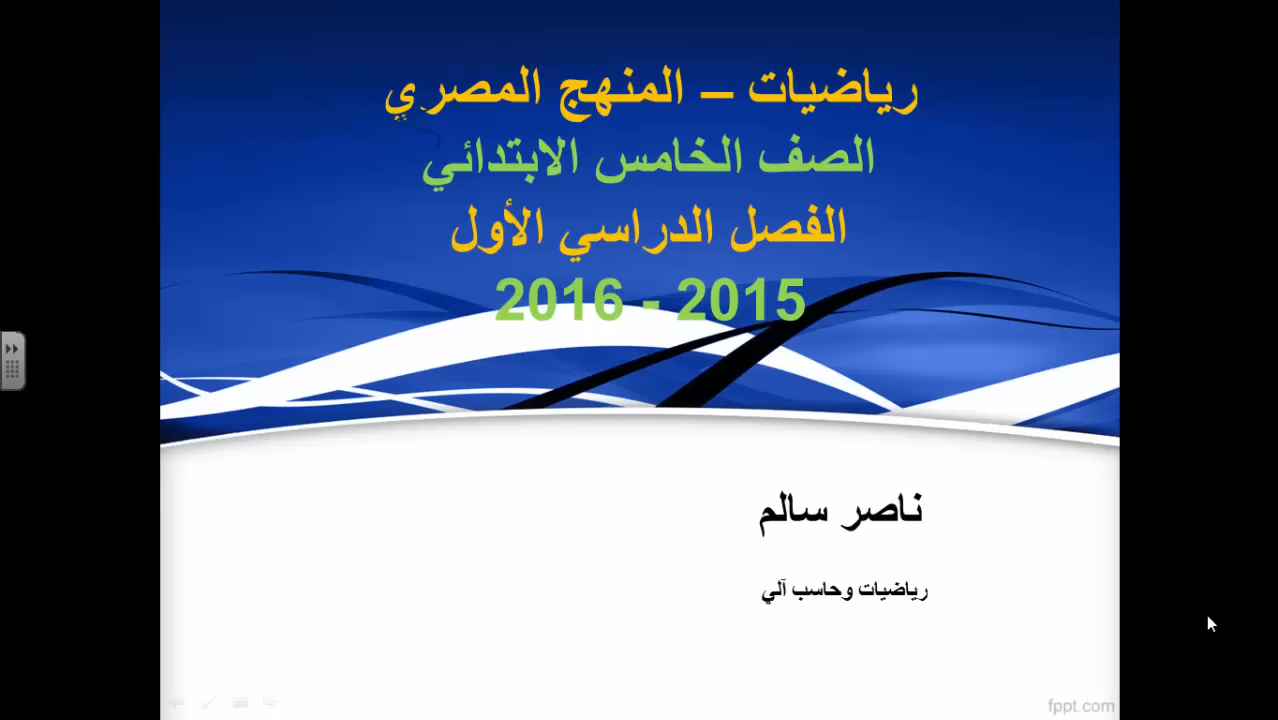 رياضيات – المنهج المصري
الصف الخامس الابتدائي
الفصل الدراسي الأول
2015 - 2016
ناصر سالم
رياضيات وحاسب آلي
fppt.com